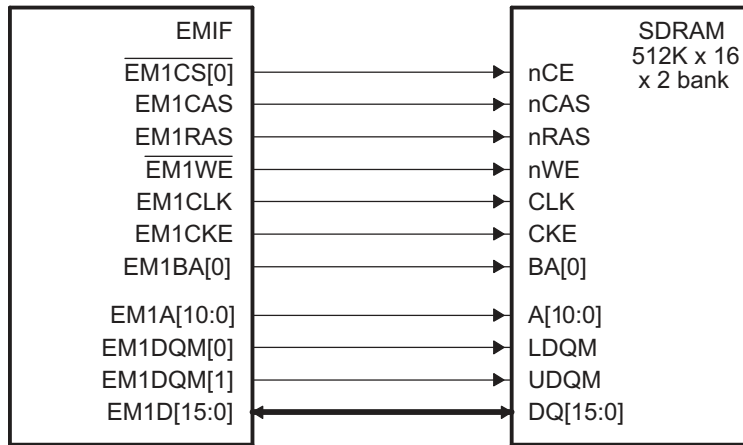 EMIF
EM1CS[0]
EM1CAS
EM1RAS
EM1WE
EM1CLK
EM1CKE
EM1BA[0]
EM1A[10:0]
EM1DQM[0]
EM1DQM[1]
EM1D[15:0]
SDRAM
512K x 16
x 2 bank
nCE
nCAS
nRAS
nWE
CLK
CKE
BA[0]
A[10:0]
LDQM
UDQM
DQ[15:0]